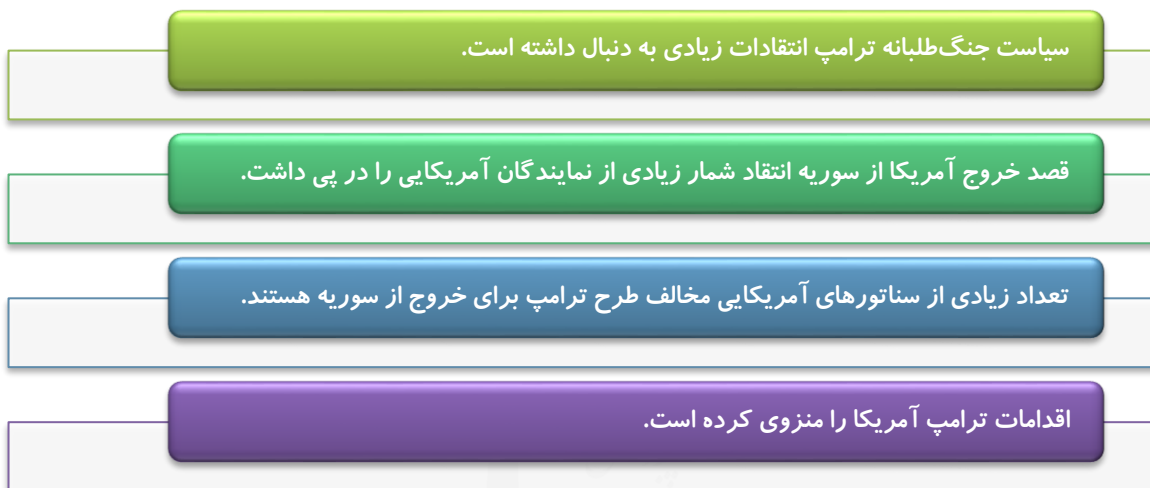 سیاست جنگ‌طلبانه ترامپ انتقادات زیادی به دنبال داشته است.
قصد خروج آمریکا از سوریه انتقاد شمار زیادی از نمایندگان آمریکایی را در پی داشت.
تعداد زیادی از سناتورهای آمریکایی مخالف طرح ترامپ برای خروج از سوریه هستند.
اقدامات ترامپ آمریکا را منزوی کرده است.